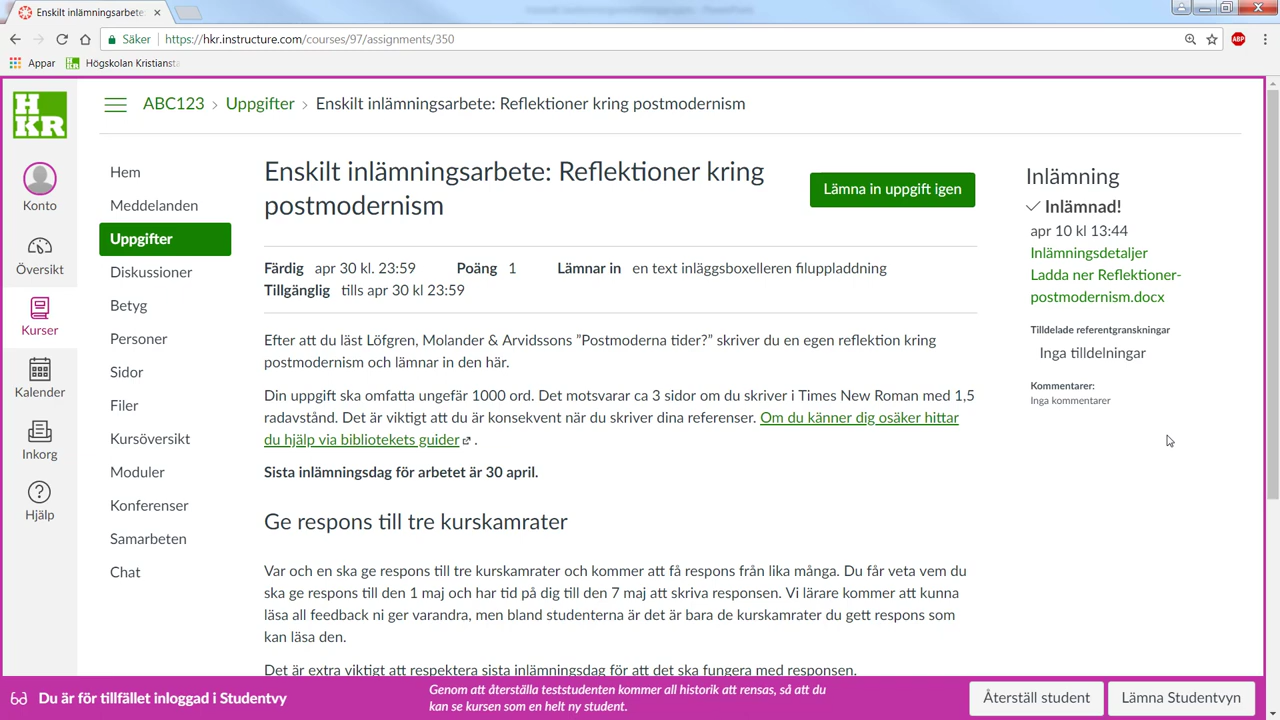 Enskilt inlämningsarbete:
Säker
https://hkr.instructure.com/courses/97/assignments/350
ABP
Appar
Högskolan Kristiansta
HKR
ABC123 > Uppgifter > Enskilt inlämningsarbete: Reflektioner kring postmodernism
Konto
Översikt
Kurser
Kalender
Inkorg
Hjälp
Hem
Meddelanden
Uppgifter
Diskussioner
Betyg
Personer
Sidor
Filer
Kursöversikt
Moduler
Konferenser
Samarbeten
Chat
Enskilt inlämningsarbete: Reflektioner kring
postmodernism
Lämna in uppgift igen
Färdig apr 30 kl. 23:59 Poäng 1 Lämnar in en text inläggsboxelleren filuppladdning
Tillgänglig tills apr 30 kl 23:59
Efter att du läst Löfgren, Molander & Arvidssons ”Postmoderna tider?” skriver du en egen reflektion kring
postmodernism och lämnar in den här.
Din uppgift ska omfatta ungefär 1000 ord. Det motsvarar ca 3 sidor om du skriver i Times New Roman med 1,5
radavstånd. Det är viktigt att du är konsekvent när du skriver dina referenser. Om du känner dig osäker hittar
du hjälp via bibliotekets guider .
Sista inlämningsdag för arbetet är 30 april.
Ge respons till tre kurskamrater
Var och en ska ge respons till tre kurskamrater och kommer att få respons från lika många. Du får veta vem du
ska ge respons till den 1 maj och har tid på dig till den 7 maj att skriva responsen. Vi lärare kommer att kunna
läsa all feedback ni ger varandra, men bland studenterna är det är bara de kurskamrater du gett respons som
kan läsa den.
Det är extra viktigt att respektera sista inlämningsdag för att det ska fungera med responsen.
Inlämning
Inlämnad!
apr 10 kl 13:44
Inlämningsdetaljer
Ladda ner Reflektioner-
postmodernism.docx
Tilldelade referentgranskningar
Inga tilldelningar
Kommentarer:
Inga kommentarer
Du är för tillfället inloggad i Studentvy
Genom att återställa teststudenten kommer all historik att rensas, så att du
kan se kursen som en helt ny student.
Återställ student
Lämna Studentvyn